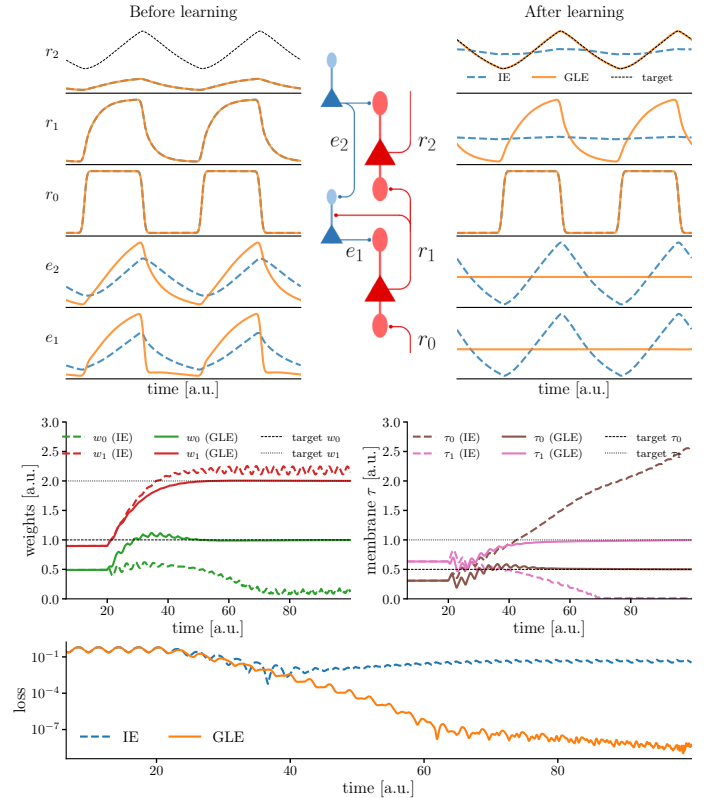 Before learning
After learning
r₂
r₁
r₀
e₂
e₁
time [a.u.]
e₂
e₁
r₂
r₁
r₀
IE
GLE
target
time [a.u.]
3.0
2.5
2.0
1.5
1.0
0.5
0.0
weights [a.u.]
w₀ (IE)
w₁ (IE)
w₀ (GLE)
w₁ (GLE)
target w₀
target w₁
20
40
60
80
time [a.u.]
3.0
2.5
2.0
1.5
1.0
0.5
0.0
membrane τ [a.u.]
τ₀ (IE)
τ₁ (IE)
τ₀ (GLE)
τ₁ (GLE)
target τ₀
target τ₁
20
40
60
80
time [a.u.]
loss
10⁻¹
10⁻⁴
10⁻⁷
IE
GLE
20
40
60
80
time [a.u.]